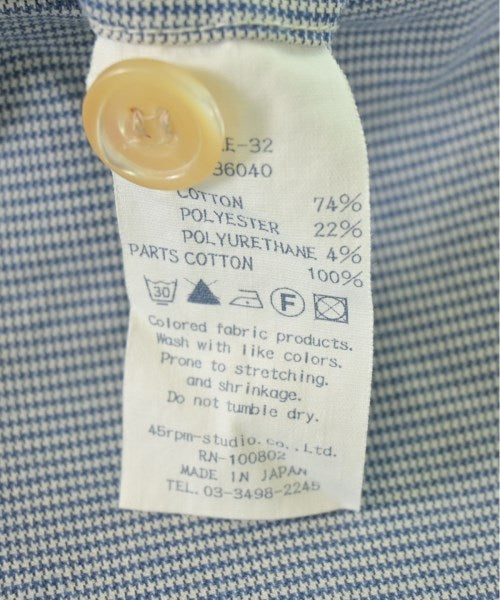 E-32
36040
COTTON 74%
POLYESTER 22%
POLYURETHANE 4%
PARTS COTTON 100%
30 F
Colored fabric products.
Wash with like colors.
Prone to stretching.
and shrinkage.
Do not tumble dry.
45rpm-studio.co.,Ltd.
RN-100802
MADE IN JAPAN
TEL. 03-3498-2245